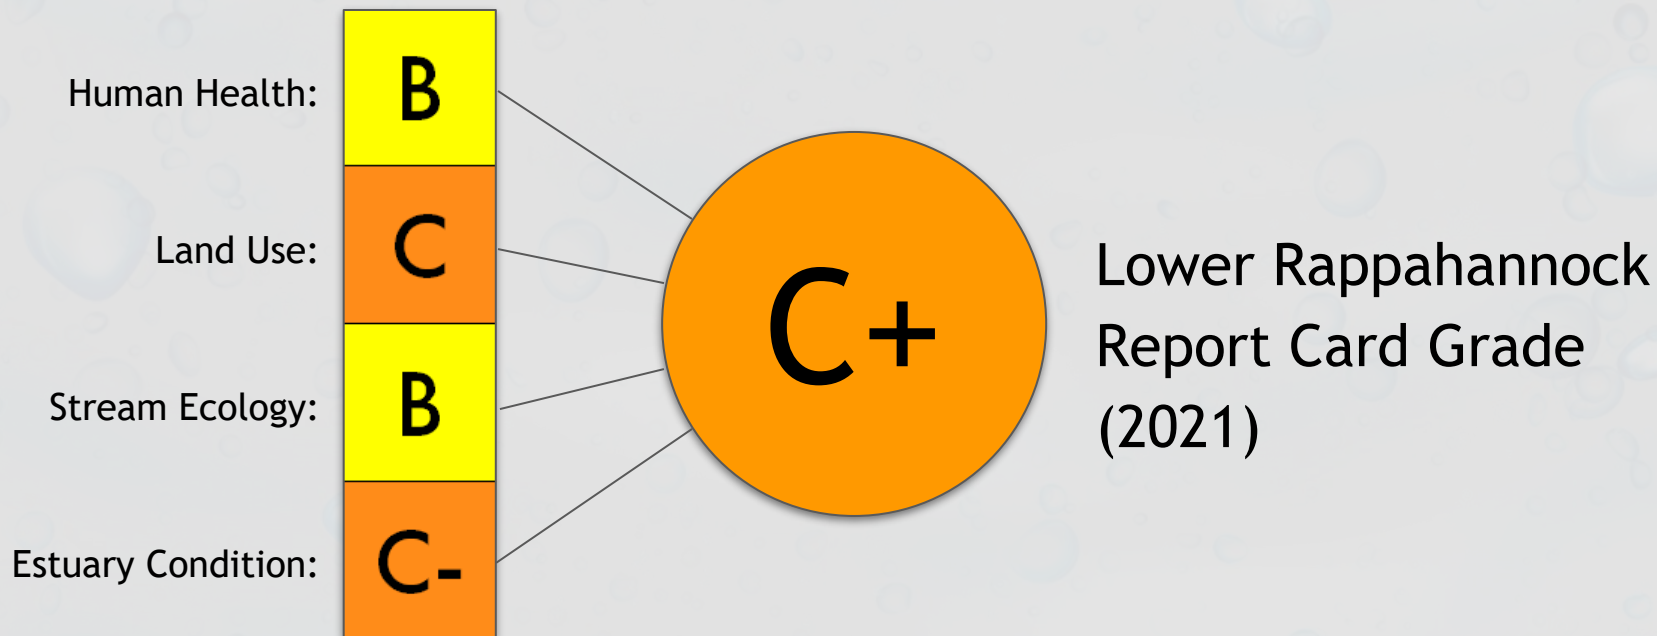 Human Health: B
Land Use: C
Stream Ecology: B
Estuary Condition: C-
C+
Lower Rappahannock
Report Card Grade
(2021)